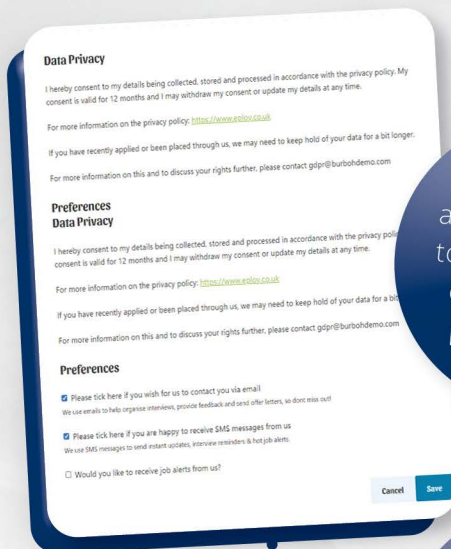 Data Privacy
I hereby consent to my details being collected, stored and processed in accordance with the privacy policy. My
consent is valid for 12 months and I may withdraw my consent or update my details at any time.
For more information on the privacy policy: https://www.eploy.co.uk
If you have recently applied or been placed through us, we may need to keep hold of your data for a bit longer.
For more information on this and to discuss your rights further, please contact gdpr@burbohdemo.com
Preferences
Data Privacy
I hereby consent to my details being collected, stored and processed in accordance with the privacy
consent is valid for 12 months and I may withdraw my consent or update my details at any time.
For more information on the privacy policy: https://www.eploy.co.uk
If you have recently applied or been placed through us, we may need to keep hold of your data for a
For more information on this and to discuss your rights further, please contact gdpr@burbohdemo.com
Preferences
Please tick here if you wish for us to contact you via email
We use emails to help organise interviews, provide feedback and send offer letters, so dont miss out!
Please tick here if you are happy to receive SMS messages from us
We use SMS messages to send instant updates, interview reminders & hot job alerts
Would you like to receive job alerts from us?
Cancel Save